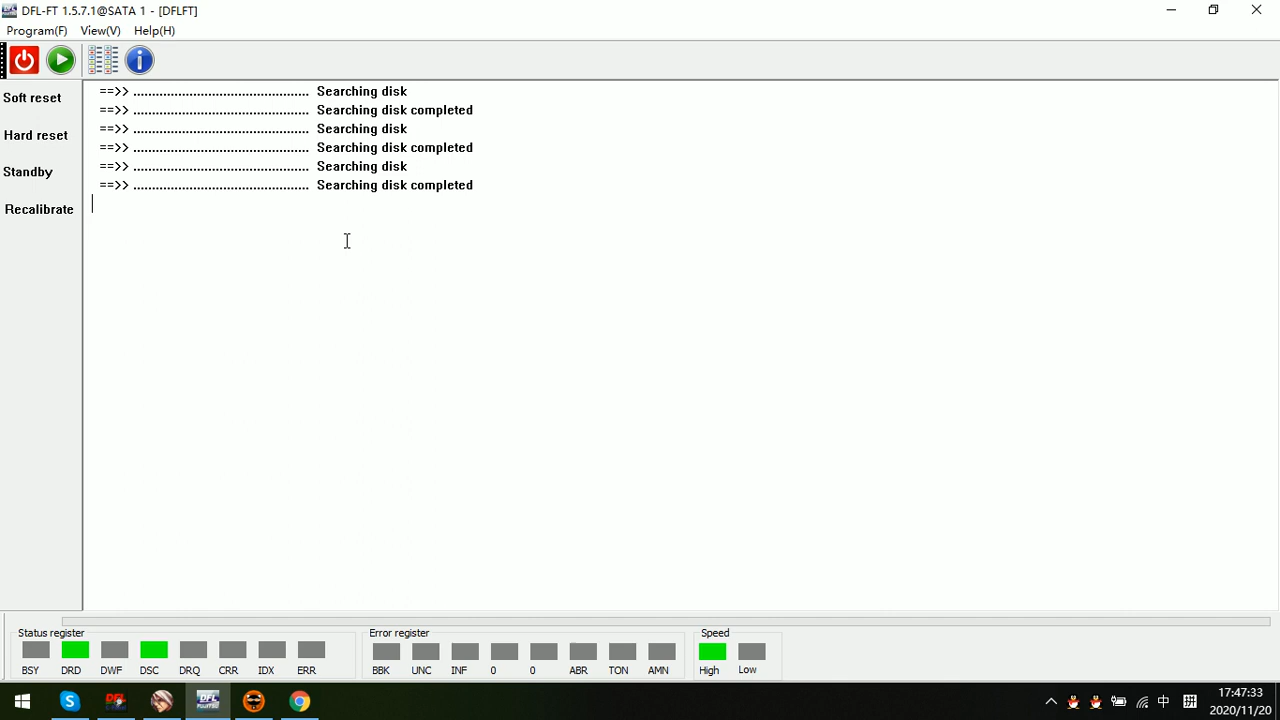 DFL-FT 1.5.7.1@SATA 1 - [DFLFT]
Program(F) View(V) Help(H)
Soft reset
Hard reset
Standby
Recalibrate
==>> ............................................... Searching disk
==>> ............................................... Searching disk completed
==>> ............................................... Searching disk
==>> ............................................... Searching disk completed
==>> ............................................... Searching disk
==>> ............................................... Searching disk completed
Status register
BSY DRD DWF DSC DRQ CRR IDX ERR
Error register
BBK UNC INF 0 0 ABR TON AMN
Speed
High Low
DFL
中
拼
17:47:33
2020/11/20